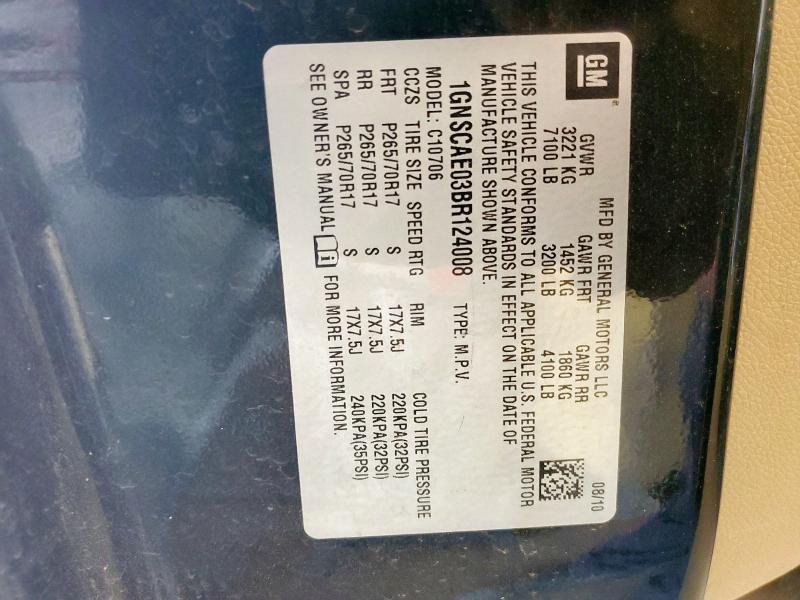 GM
MFD BY GENERAL MOTORS LLC 08/10
GVWR GAWR FRT GAWR RR
3221 KG 1452 KG 1860 KG
7100 LB 3200 LB 4100 LB
THIS VEHICLE CONFORMS TO ALL APPLICABLE U.S. FEDERAL MOTOR
VEHICLE SAFETY STANDARDS IN EFFECT ON THE DATE OF
MANUFACTURE SHOWN ABOVE.
1GNSCAE03BR124008 TYPE: M.P.V.
MODEL: C10706
CCZS TIRE SIZE SPEED RTG RIM COLD TIRE PRESSURE
FRT P265/70R17 S 17X7.5J 220KPA(32PSI)
RR P265/70R17 S 17X7.5J 220KPA(32PSI)
SPA P265/70R17 S 17X7.5J 240KPA(35PSI)
SEE OWNER'S MANUAL i FOR MORE INFORMATION.